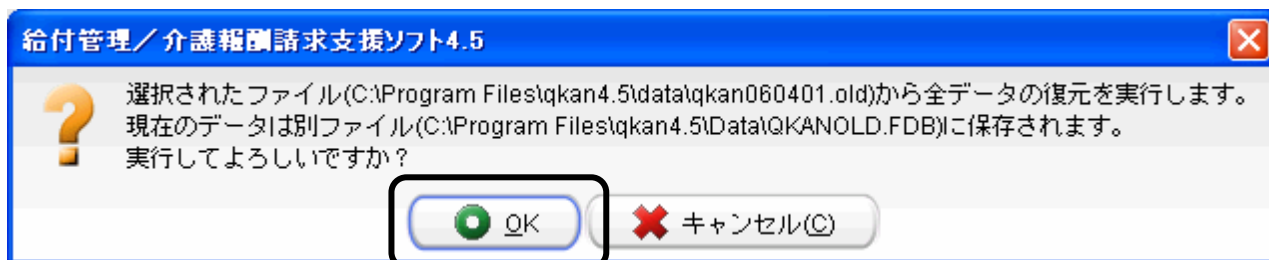 給付管理／介護報酬請求支援ソフト4.5
選択されたファイル(C:\Program Files\qkan4.5\data\qkan060401.old)から全データの復元を実行します。
現在のデータは別ファイル(C:\Program Files\qkan4.5\Data\QKANOLD.FDB)に保存されます。
実行してよろしいですか？
OK キャンセル(C)